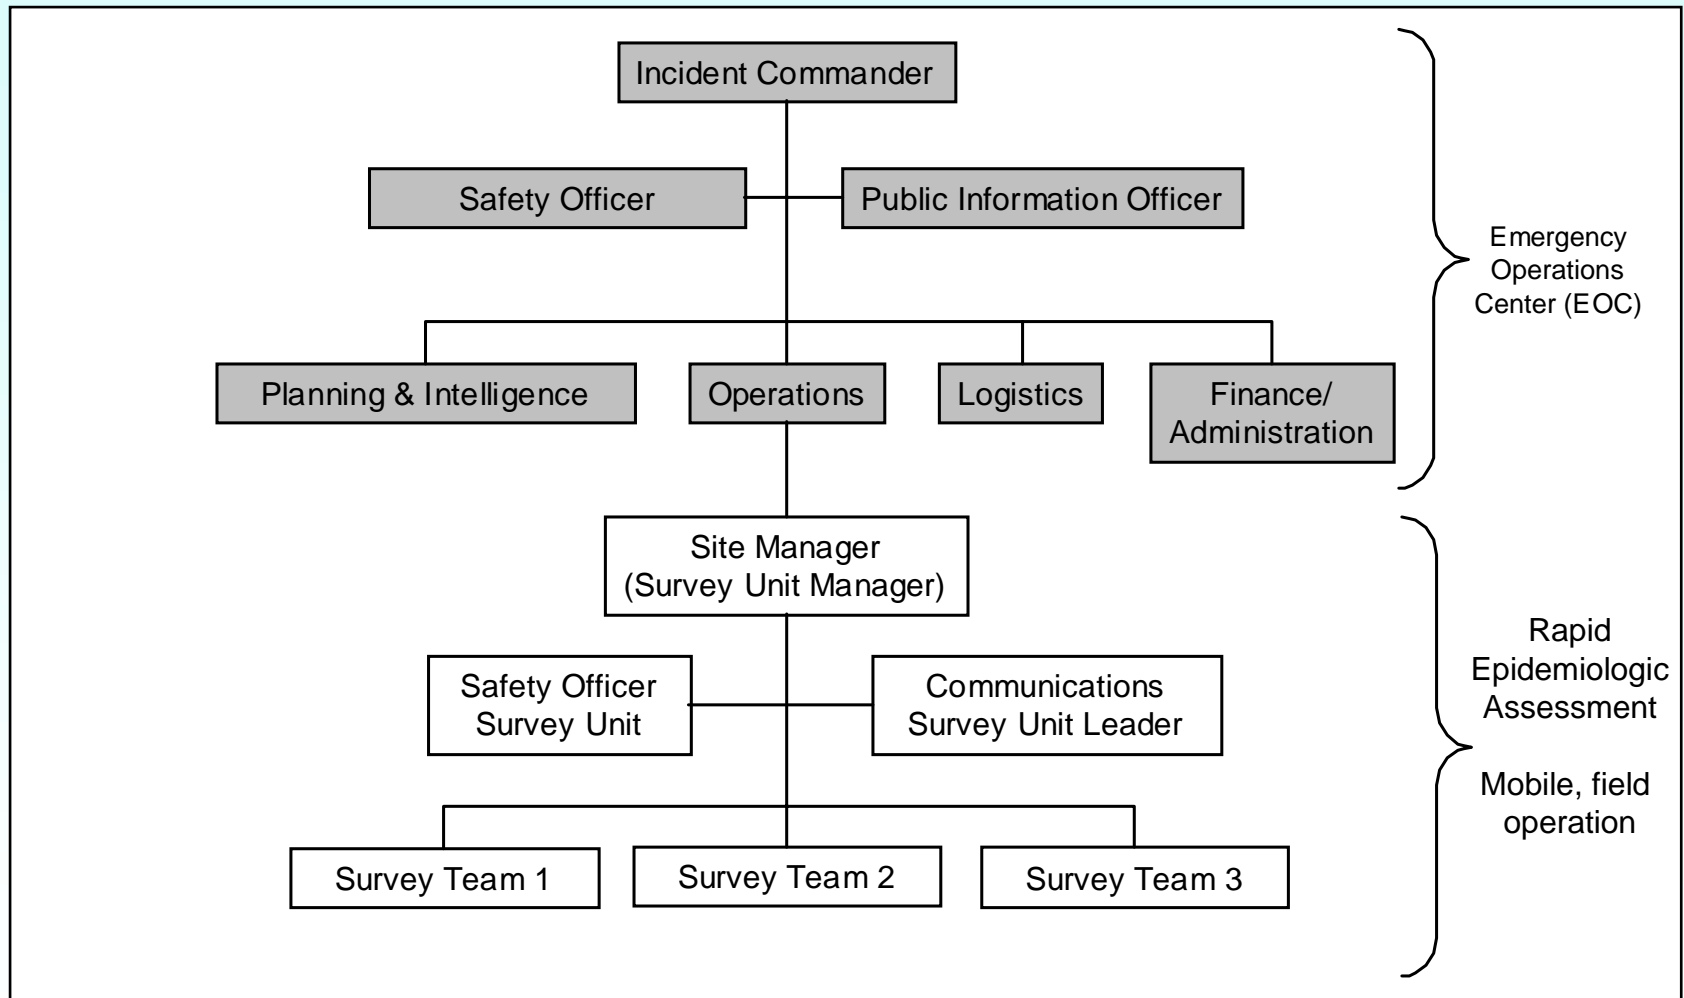 Incident Commander
Safety Officer
Public Information Officer
Emergency
Operations
Center (EOC)
Planning & Intelligence
Operations
Logistics
Finance/
Administration
Site Manager
(Survey Unit Manager)
Safety Officer
Survey Unit
Communications
Survey Unit Leader
Rapid
Epidemiologic
Assessment
Mobile, field
operation
Survey Team 1
Survey Team 2
Survey Team 3